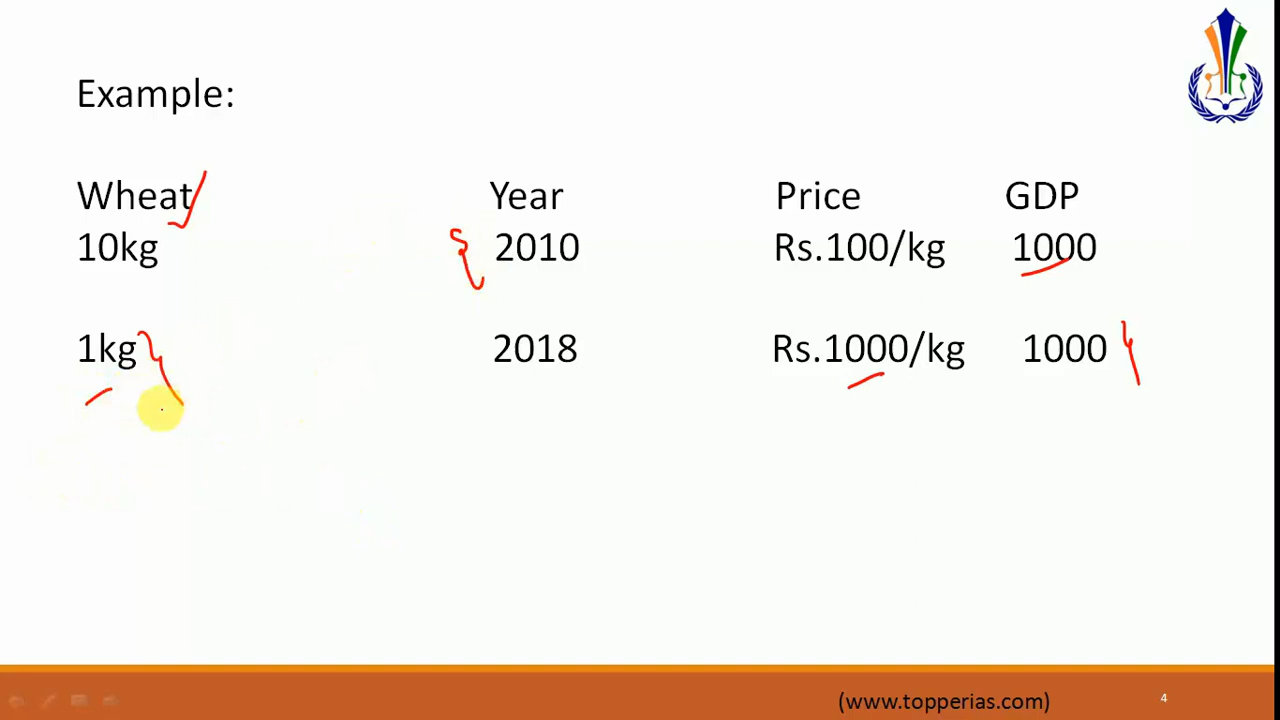 Example:
Wheat Year Price GDP
10kg 2010 Rs.100/kg 1000
1kg 2018 Rs.1000/kg 1000
(www.topperias.com) 4